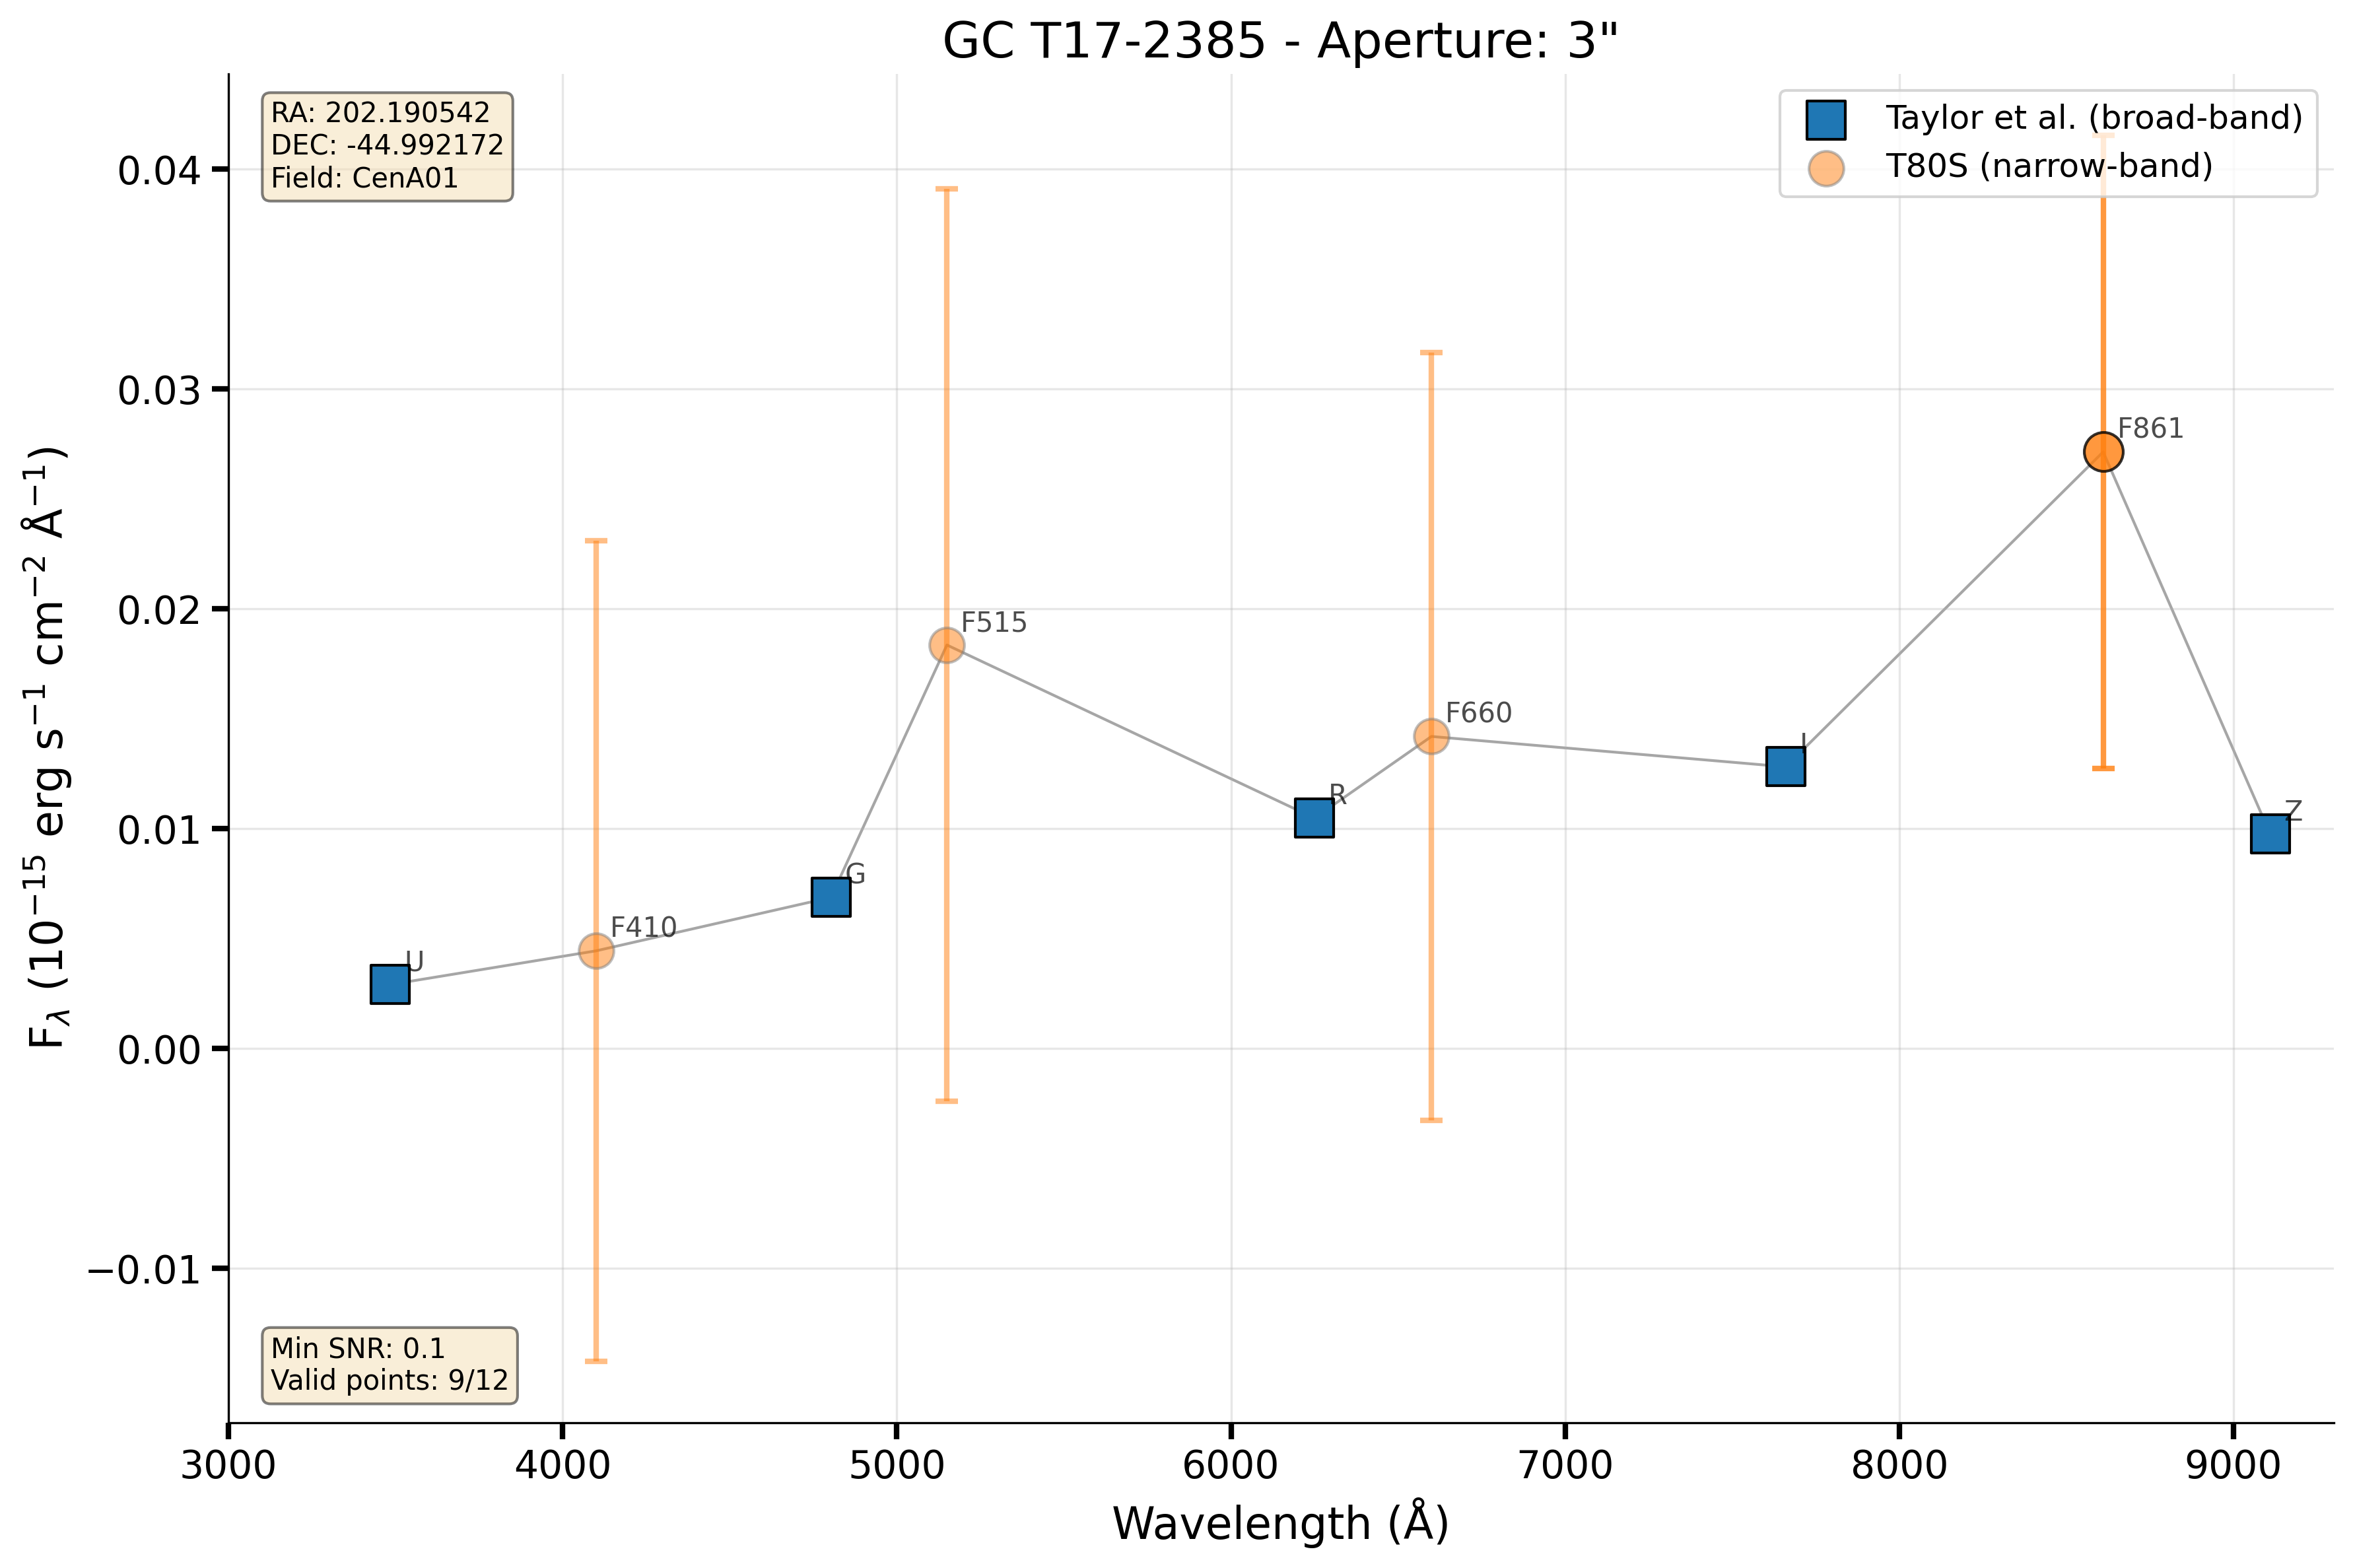 GC T17-2385 - Aperture: 3"
RA: 202.190542
DEC: -44.992172
Field: CenA01
Taylor et al. (broad-band)
T80S (narrow-band)
F$_λ$ (10$^{−15}$ erg s$^{−1}$ cm$^{−2}$ Å$^{−1}$)
0.04
0.03
0.02
0.01
0.00
−0.01
U
F410
G
F515
R
F660
I
F861
Z
Min SNR: 0.1
Valid points: 9/12
3000 4000 5000 6000 7000 8000 9000
Wavelength (Å)